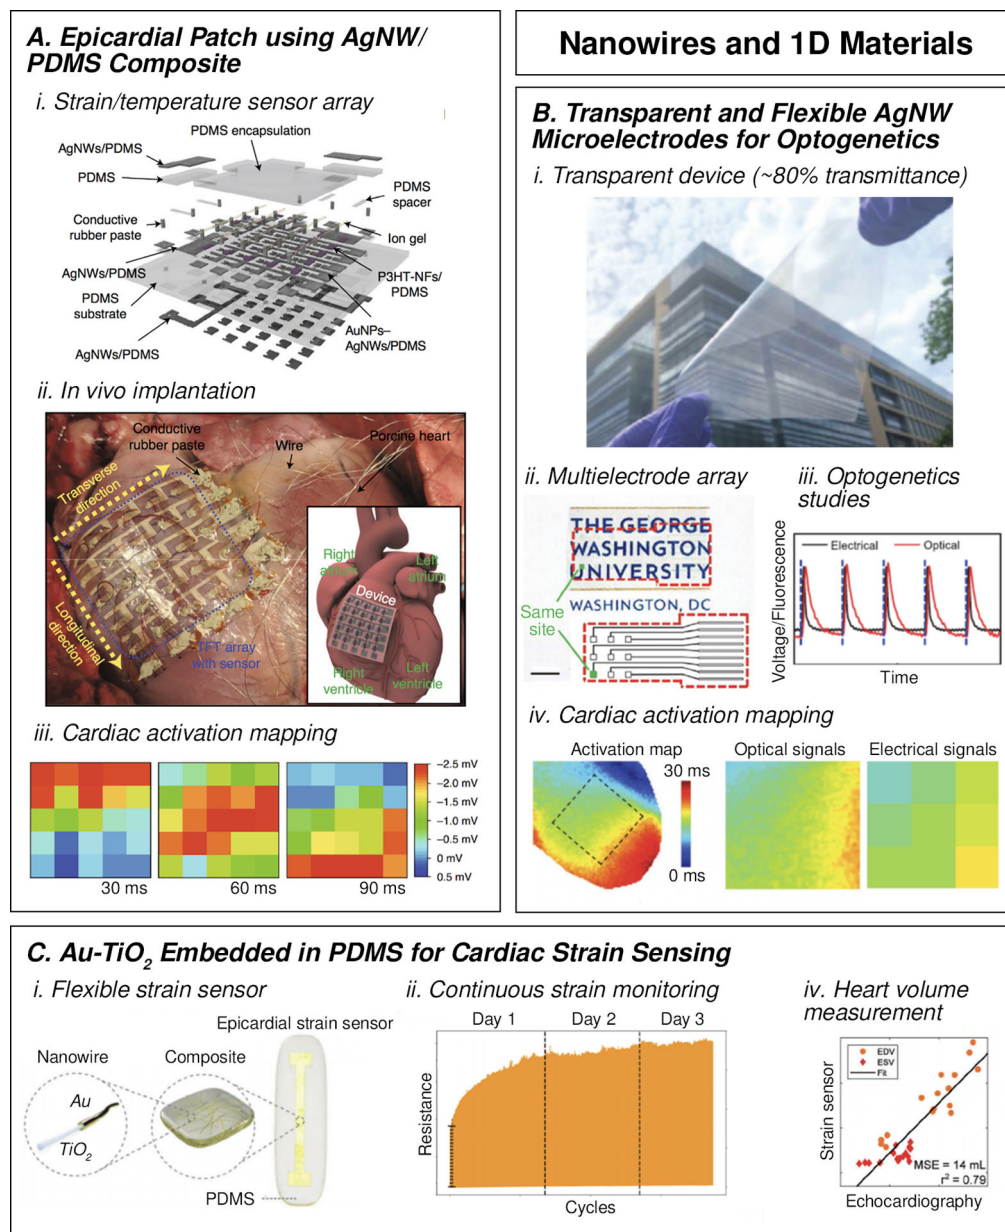 A. Epicardial Patch using AgNW/
PDMS Composite
i. Strain/temperature sensor array
PDMS encapsulation
AgNWs/PDMS
PDMS
PDMS
spacer
Conductive
rubber paste
Ion gel
AgNWs/PDMS
P3HT-NFs/
PDMS
PDMS
substrate
AuNPs–
AgNWs/PDMS
AgNWs/PDMS
ii. In vivo implantation
Conductive
rubber paste
Wire
Porcine heart
Transverse
direction
Longitudinal
direction
TFT array
with sensor
Right
atrium
Left
atrium
Device
Right
ventricle
Left
ventricle
iii. Cardiac activation mapping
–2.5 mV
–2.0 mV
–1.5 mV
–1.0 mV
–0.5 mV
0 mV
0.5 mV
30 ms
60 ms
90 ms
Nanowires and 1D Materials
B. Transparent and Flexible AgNW
Microelectrodes for Optogenetics
i. Transparent device (~80% transmittance)
ii. Multielectrode array
THE GEORGE
WASHINGTON
UNIVERSITY
WASHINGTON, DC
Same
site
iii. Optogenetics
studies
Electrical
Optical
Voltage/Fluorescence
Time
iv. Cardiac activation mapping
Activation map
30 ms
0 ms
Optical signals
Electrical signals
C. Au-TiO2 Embedded in PDMS for Cardiac Strain Sensing
i. Flexible strain sensor
Epicardial strain sensor
Nanowire
Composite
Au
TiO2
PDMS
ii. Continuous strain monitoring
Day 1
Day 2
Day 3
Resistance
Cycles
iv. Heart volume
measurement
EDV
ESV
Fit
Strain sensor
MSE = 14 mL
r² = 0.79
Echocardiography